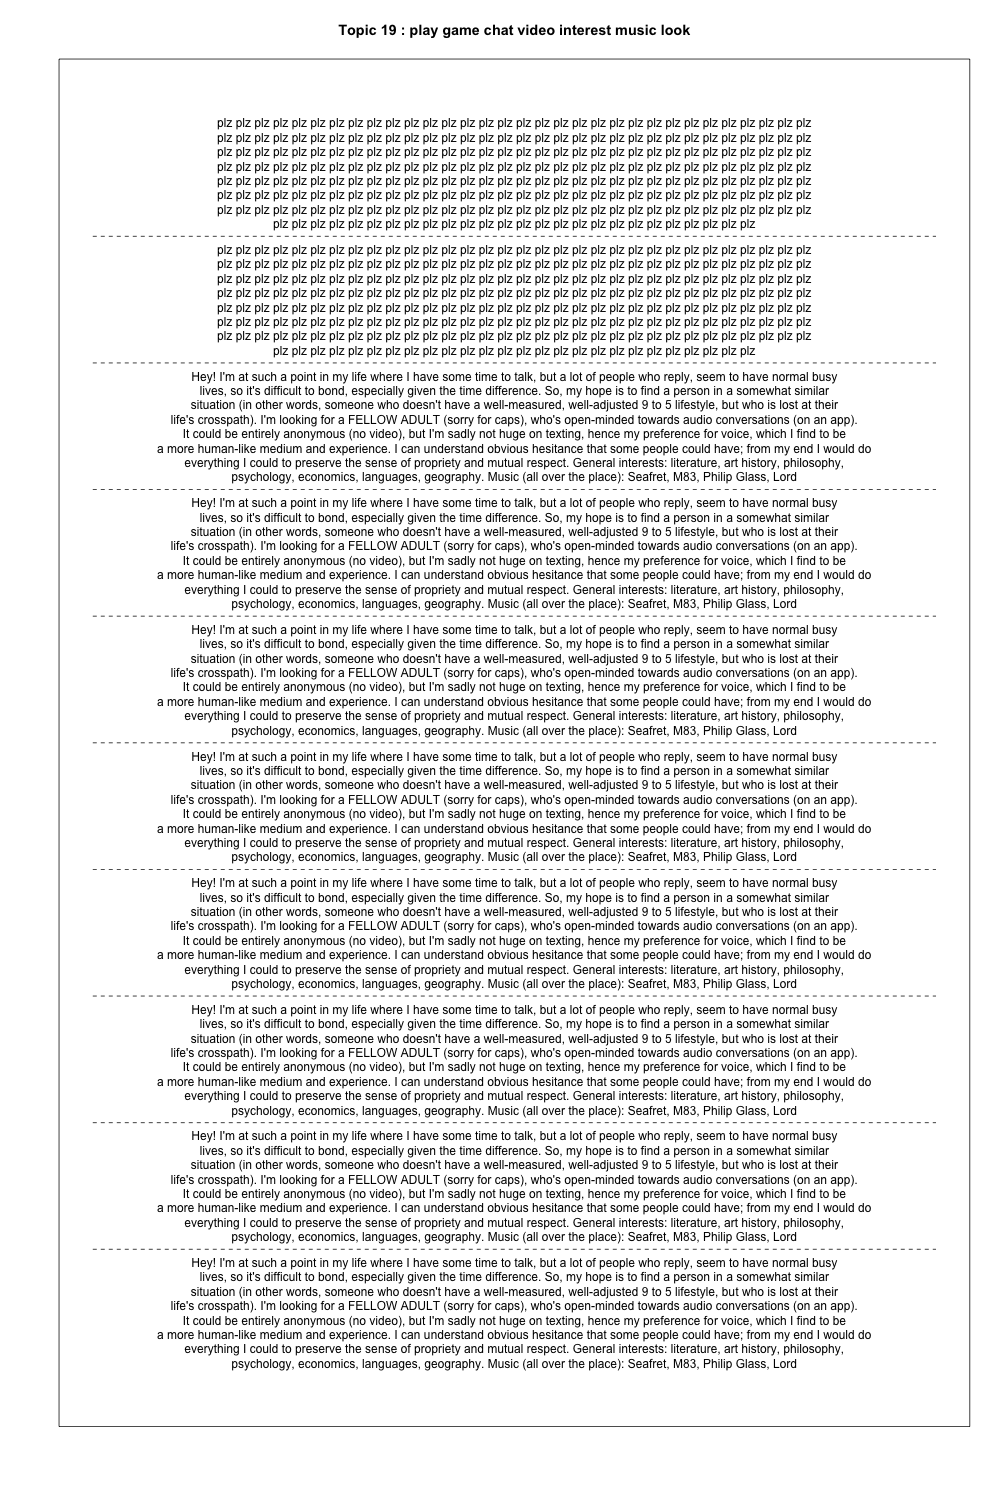 Topic 19 : play game chat video interest music look
plz plz plz plz plz plz plz plz plz plz plz plz plz plz plz plz plz plz plz plz plz plz plz plz plz plz plz plz plz plz plz plz
plz plz plz plz plz plz plz plz plz plz plz plz plz plz plz plz plz plz plz plz plz plz plz plz plz plz plz plz plz plz plz plz
plz plz plz plz plz plz plz plz plz plz plz plz plz plz plz plz plz plz plz plz plz plz plz plz plz plz plz plz plz plz plz plz
plz plz plz plz plz plz plz plz plz plz plz plz plz plz plz plz plz plz plz plz plz plz plz plz plz plz plz plz plz plz plz plz
plz plz plz plz plz plz plz plz plz plz plz plz plz plz plz plz plz plz plz plz plz plz plz plz plz plz plz plz plz plz plz plz
plz plz plz plz plz plz plz plz plz plz plz plz plz plz plz plz plz plz plz plz plz plz plz plz plz plz plz plz plz plz plz plz
plz plz plz plz plz plz plz plz plz plz plz plz plz plz plz plz plz plz plz plz plz plz plz plz plz plz plz plz plz plz plz plz
plz plz plz plz plz plz plz plz plz plz plz plz plz plz plz plz plz plz plz plz plz plz plz plz plz plz
plz plz plz plz plz plz plz plz plz plz plz plz plz plz plz plz plz plz plz plz plz plz plz plz plz plz plz plz plz plz plz plz
plz plz plz plz plz plz plz plz plz plz plz plz plz plz plz plz plz plz plz plz plz plz plz plz plz plz plz plz plz plz plz plz
plz plz plz plz plz plz plz plz plz plz plz plz plz plz plz plz plz plz plz plz plz plz plz plz plz plz plz plz plz plz plz plz
plz plz plz plz plz plz plz plz plz plz plz plz plz plz plz plz plz plz plz plz plz plz plz plz plz plz plz plz plz plz plz plz
plz plz plz plz plz plz plz plz plz plz plz plz plz plz plz plz plz plz plz plz plz plz plz plz plz plz plz plz plz plz plz plz
plz plz plz plz plz plz plz plz plz plz plz plz plz plz plz plz plz plz plz plz plz plz plz plz plz plz plz plz plz plz plz plz
plz plz plz plz plz plz plz plz plz plz plz plz plz plz plz plz plz plz plz plz plz plz plz plz plz plz plz plz plz plz plz plz
plz plz plz plz plz plz plz plz plz plz plz plz plz plz plz plz plz plz plz plz plz plz plz plz plz plz
Hey! I'm at such a point in my life where I have some time to talk, but a lot of people who reply, seem to have normal busy
lives, so it's difficult to bond, especially given the time difference. So, my hope is to find a person in a somewhat similar
situation (in other words, someone who doesn't have a well-measured, well-adjusted 9 to 5 lifestyle, but who is lost at their
life's crosspath). I'm looking for a FELLOW ADULT (sorry for caps), who's open-minded towards audio conversations (on an app).
It could be entirely anonymous (no video), but I'm sadly not huge on texting, hence my preference for voice, which I find to be
a more human-like medium and experience. I can understand obvious hesitance that some people could have; from my end I would do
everything I could to preserve the sense of propriety and mutual respect. General interests: literature, art history, philosophy,
psychology, economics, languages, geography. Music (all over the place): Seafret, M83, Philip Glass, Lord
Hey! I'm at such a point in my life where I have some time to talk, but a lot of people who reply, seem to have normal busy
lives, so it's difficult to bond, especially given the time difference. So, my hope is to find a person in a somewhat similar
situation (in other words, someone who doesn't have a well-measured, well-adjusted 9 to 5 lifestyle, but who is lost at their
life's crosspath). I'm looking for a FELLOW ADULT (sorry for caps), who's open-minded towards audio conversations (on an app).
It could be entirely anonymous (no video), but I'm sadly not huge on texting, hence my preference for voice, which I find to be
a more human-like medium and experience. I can understand obvious hesitance that some people could have; from my end I would do
everything I could to preserve the sense of propriety and mutual respect. General interests: literature, art history, philosophy,
psychology, economics, languages, geography. Music (all over the place): Seafret, M83, Philip Glass, Lord
Hey! I'm at such a point in my life where I have some time to talk, but a lot of people who reply, seem to have normal busy
lives, so it's difficult to bond, especially given the time difference. So, my hope is to find a person in a somewhat similar
situation (in other words, someone who doesn't have a well-measured, well-adjusted 9 to 5 lifestyle, but who is lost at their
life's crosspath). I'm looking for a FELLOW ADULT (sorry for caps), who's open-minded towards audio conversations (on an app).
It could be entirely anonymous (no video), but I'm sadly not huge on texting, hence my preference for voice, which I find to be
a more human-like medium and experience. I can understand obvious hesitance that some people could have; from my end I would do
everything I could to preserve the sense of propriety and mutual respect. General interests: literature, art history, philosophy,
psychology, economics, languages, geography. Music (all over the place): Seafret, M83, Philip Glass, Lord
Hey! I'm at such a point in my life where I have some time to talk, but a lot of people who reply, seem to have normal busy
lives, so it's difficult to bond, especially given the time difference. So, my hope is to find a person in a somewhat similar
situation (in other words, someone who doesn't have a well-measured, well-adjusted 9 to 5 lifestyle, but who is lost at their
life's crosspath). I'm looking for a FELLOW ADULT (sorry for caps), who's open-minded towards audio conversations (on an app).
It could be entirely anonymous (no video), but I'm sadly not huge on texting, hence my preference for voice, which I find to be
a more human-like medium and experience. I can understand obvious hesitance that some people could have; from my end I would do
everything I could to preserve the sense of propriety and mutual respect. General interests: literature, art history, philosophy,
psychology, economics, languages, geography. Music (all over the place): Seafret, M83, Philip Glass, Lord
Hey! I'm at such a point in my life where I have some time to talk, but a lot of people who reply, seem to have normal busy
lives, so it's difficult to bond, especially given the time difference. So, my hope is to find a person in a somewhat similar
situation (in other words, someone who doesn't have a well-measured, well-adjusted 9 to 5 lifestyle, but who is lost at their
life's crosspath). I'm looking for a FELLOW ADULT (sorry for caps), who's open-minded towards audio conversations (on an app).
It could be entirely anonymous (no video), but I'm sadly not huge on texting, hence my preference for voice, which I find to be
a more human-like medium and experience. I can understand obvious hesitance that some people could have; from my end I would do
everything I could to preserve the sense of propriety and mutual respect. General interests: literature, art history, philosophy,
psychology, economics, languages, geography. Music (all over the place): Seafret, M83, Philip Glass, Lord
Hey! I'm at such a point in my life where I have some time to talk, but a lot of people who reply, seem to have normal busy
lives, so it's difficult to bond, especially given the time difference. So, my hope is to find a person in a somewhat similar
situation (in other words, someone who doesn't have a well-measured, well-adjusted 9 to 5 lifestyle, but who is lost at their
life's crosspath). I'm looking for a FELLOW ADULT (sorry for caps), who's open-minded towards audio conversations (on an app).
It could be entirely anonymous (no video), but I'm sadly not huge on texting, hence my preference for voice, which I find to be
a more human-like medium and experience. I can understand obvious hesitance that some people could have; from my end I would do
everything I could to preserve the sense of propriety and mutual respect. General interests: literature, art history, philosophy,
psychology, economics, languages, geography. Music (all over the place): Seafret, M83, Philip Glass, Lord
Hey! I'm at such a point in my life where I have some time to talk, but a lot of people who reply, seem to have normal busy
lives, so it's difficult to bond, especially given the time difference. So, my hope is to find a person in a somewhat similar
situation (in other words, someone who doesn't have a well-measured, well-adjusted 9 to 5 lifestyle, but who is lost at their
life's crosspath). I'm looking for a FELLOW ADULT (sorry for caps), who's open-minded towards audio conversations (on an app).
It could be entirely anonymous (no video), but I'm sadly not huge on texting, hence my preference for voice, which I find to be
a more human-like medium and experience. I can understand obvious hesitance that some people could have; from my end I would do
everything I could to preserve the sense of propriety and mutual respect. General interests: literature, art history, philosophy,
psychology, economics, languages, geography. Music (all over the place): Seafret, M83, Philip Glass, Lord
Hey! I'm at such a point in my life where I have some time to talk, but a lot of people who reply, seem to have normal busy
lives, so it's difficult to bond, especially given the time difference. So, my hope is to find a person in a somewhat similar
situation (in other words, someone who doesn't have a well-measured, well-adjusted 9 to 5 lifestyle, but who is lost at their
life's crosspath). I'm looking for a FELLOW ADULT (sorry for caps), who's open-minded towards audio conversations (on an app).
It could be entirely anonymous (no video), but I'm sadly not huge on texting, hence my preference for voice, which I find to be
a more human-like medium and experience. I can understand obvious hesitance that some people could have; from my end I would do
everything I could to preserve the sense of propriety and mutual respect. General interests: literature, art history, philosophy,
psychology, economics, languages, geography. Music (all over the place): Seafret, M83, Philip Glass, Lord